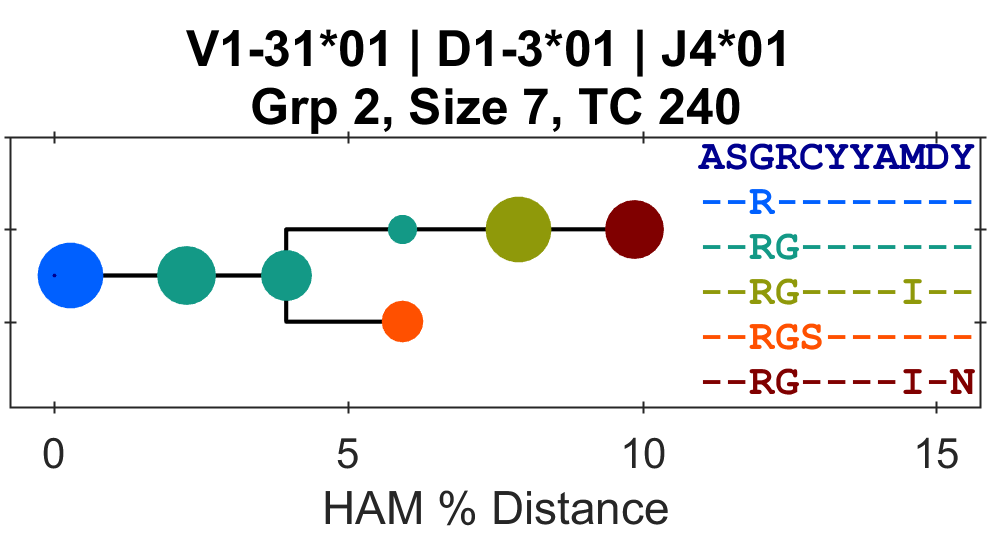 V1-31*01 | D1-3*01 | J4*01
Grp 2, Size 7, TC 240
ASGRCYYAMDY
--R--------
--RG-------
--RG----I--
--RGS------
--RG----I-N
0 5 10 15
HAM % Distance